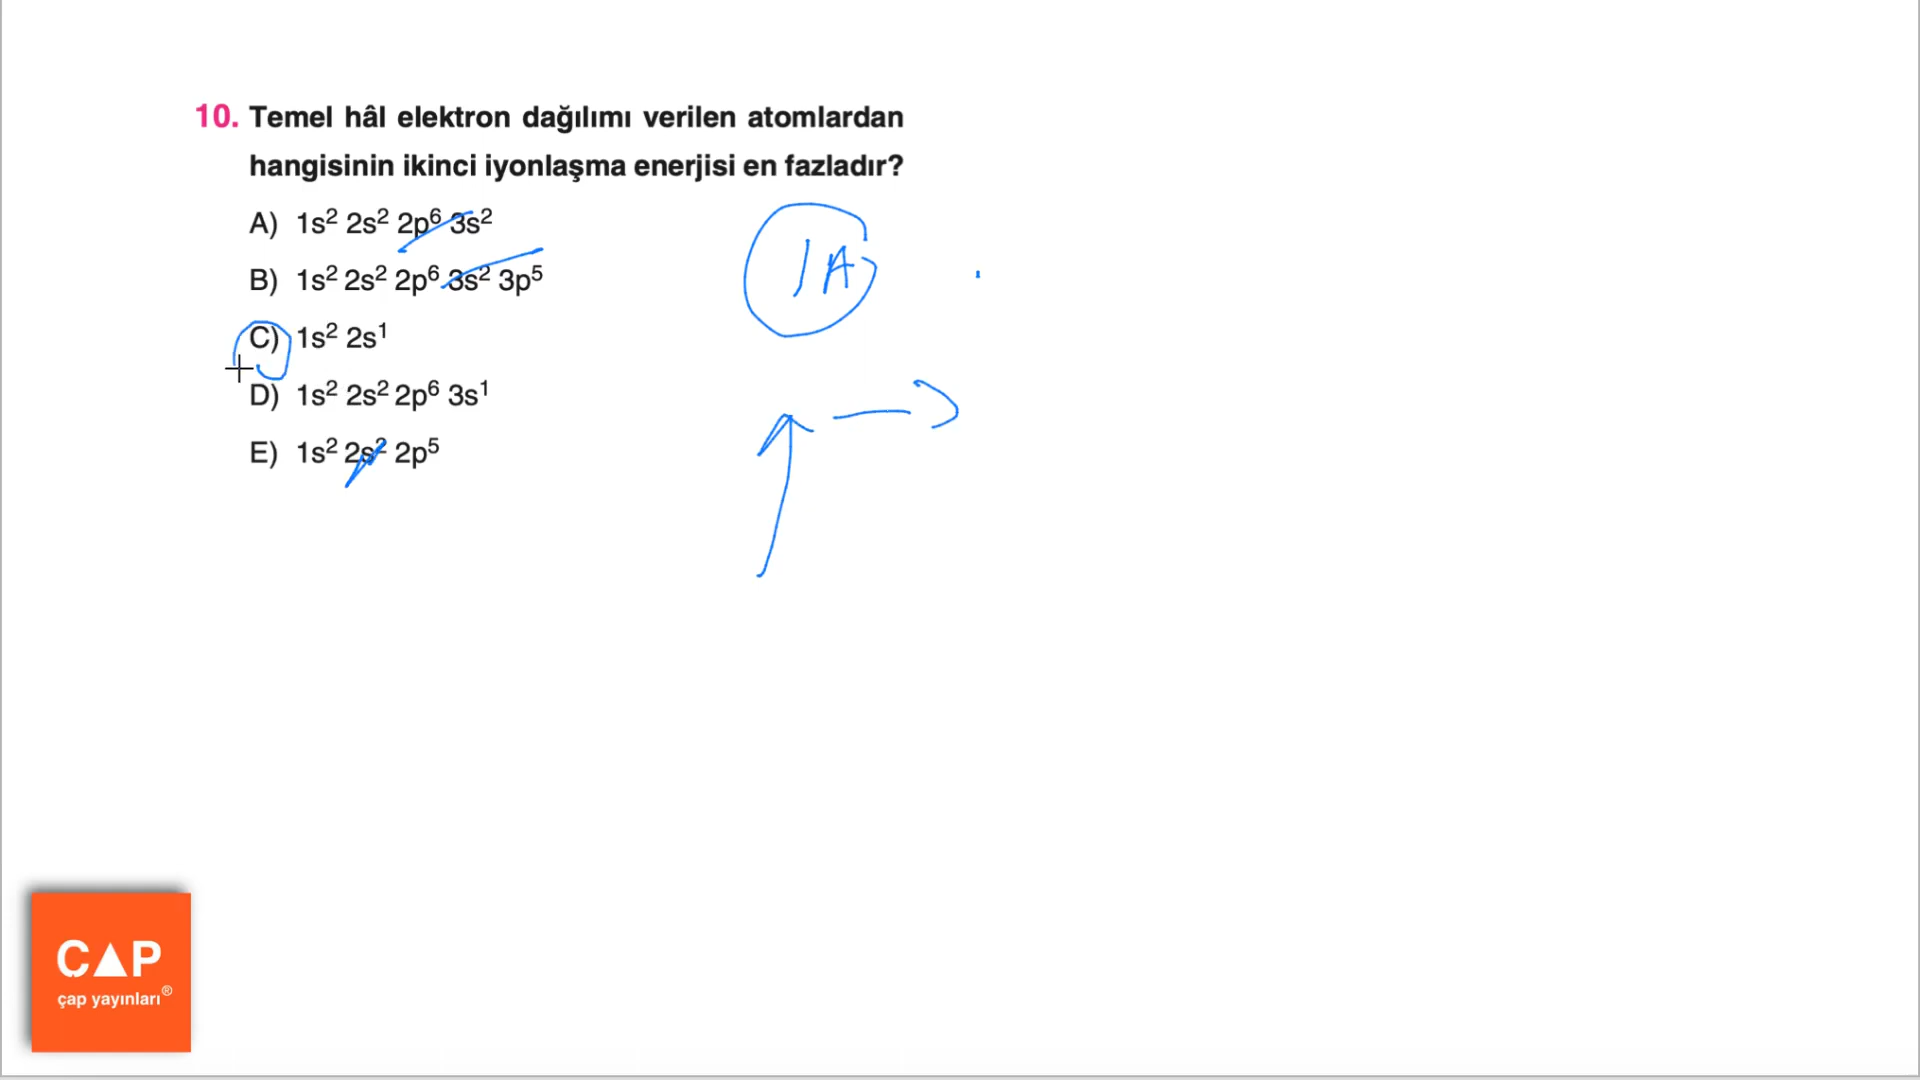 10. Temel hâl elektron dağılımı verilen atomlardan
hangisinin ikinci iyonlaşma enerjisi en fazladır?
A) 1s² 2s² 2p⁶ 3s²
B) 1s² 2s² 2p⁶ 3s² 3p⁵
C) 1s² 2s¹
D) 1s² 2s² 2p⁶ 3s¹
E) 1s² 2s² 2p⁵
1A
ÇAP
çap yayınları®